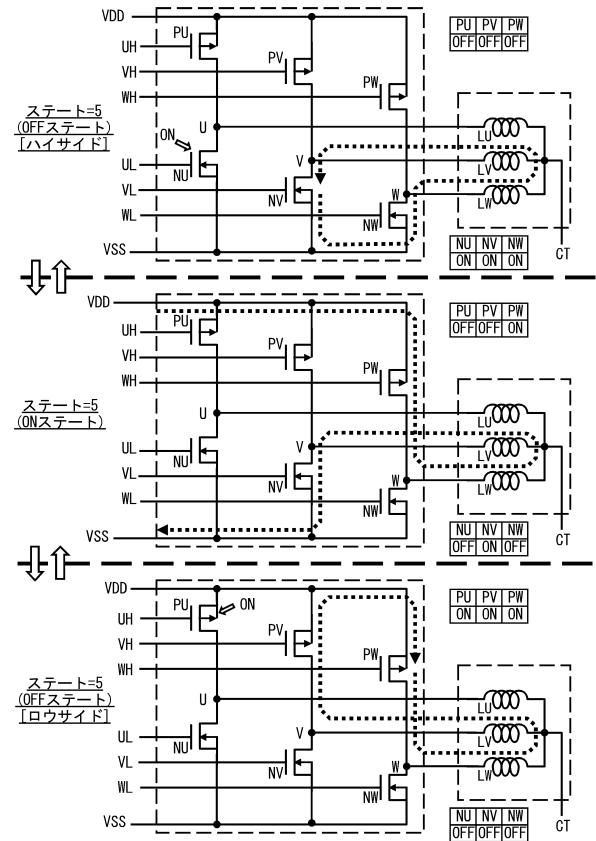 VDD
PU
UH
PV
VH
PW
WH
PU PV PW
OFF OFF OFF
ステート=5
(OFFステート)
[ハイサイド]
ON
U
LU
UL
NU
V
LV
VL
NV
W
LW
WL
NW
VSS
NU NV NW
ON ON ON
CT
VDD
PU
UH
PV
VH
PW
WH
PU PV PW
OFF OFF ON
ステート=5
(ONステート)
U
LU
UL
NU
V
LV
VL
NV
W
LW
WL
NW
VSS
NU NV NW
OFF ON OFF
CT
VDD
PU
ON
UH
PV
VH
PW
WH
PU PV PW
ON ON ON
ステート=5
(OFFステート)
[ロウサイド]
U
LU
UL
NU
V
LV
VL
NV
W
LW
WL
NW
VSS
NU NV NW
OFF OFF OFF
CT